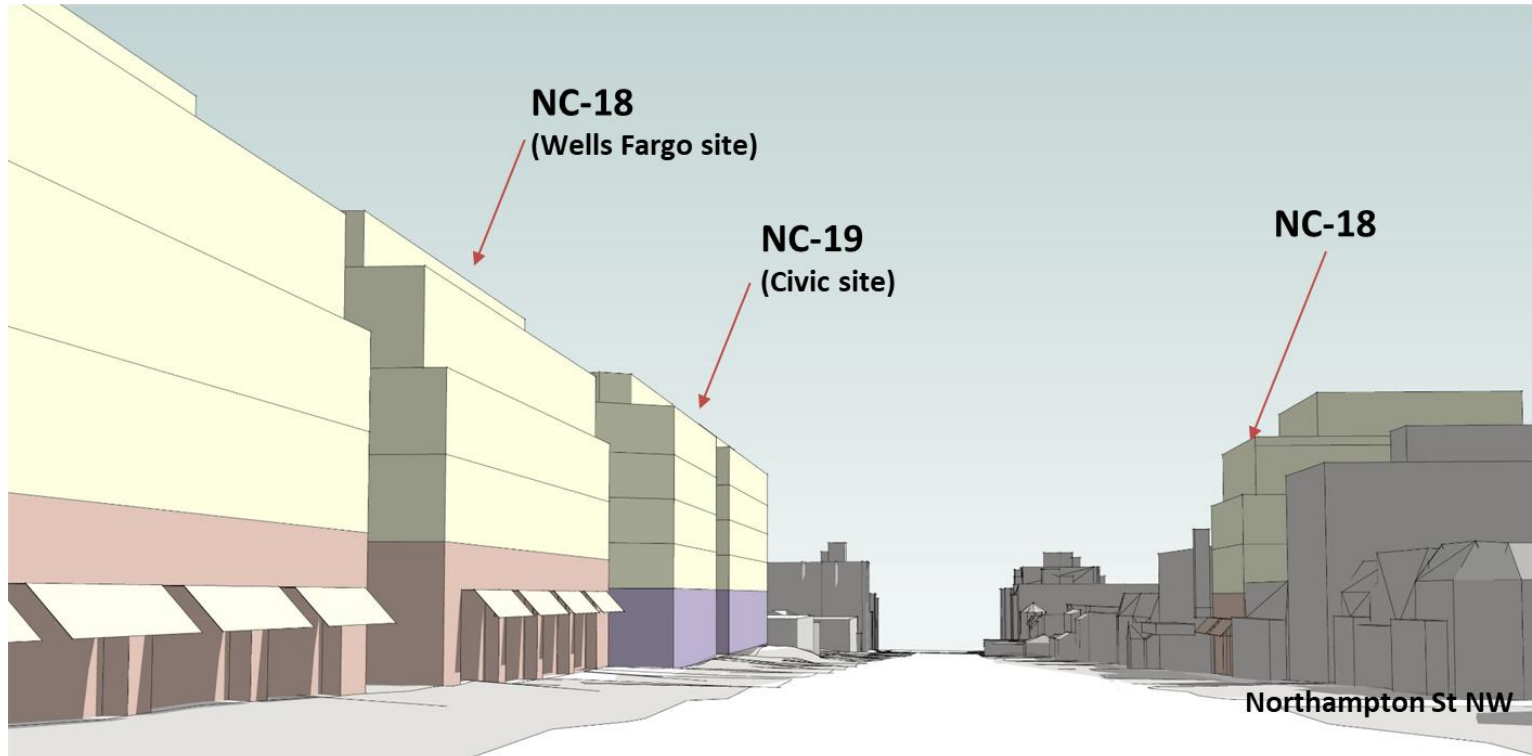 NC-18
(Wells Fargo site)
NC-19
(Civic site)
NC-18
Northampton St NW